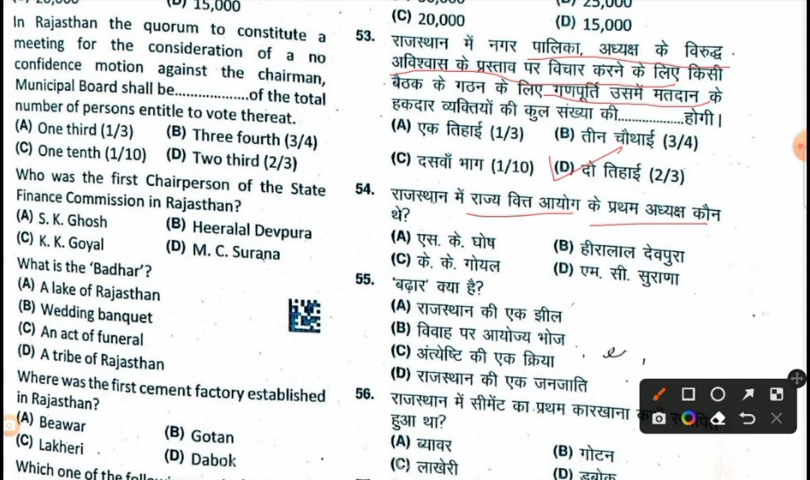 (D) 15,000
In Rajasthan the quorum to constitute a
meeting for the consideration of a no
confidence motion against the chairman,
Municipal Board shall be..................of the total
number of persons entitle to vote thereat.
(A) One third (1/3) (B) Three fourth (3/4)
(C) One tenth (1/10) (D) Two third (2/3)
Who was the first Chairperson of the State
Finance Commission in Rajasthan?
(A) S. K. Ghosh (B) Heeralal Devpura
(C) K. K. Goyal (D) M. C. Surana
What is the ‘Badhar’?
(A) A lake of Rajasthan
(B) Wedding banquet
(C) An act of funeral
(D) A tribe of Rajasthan
Where was the first cement factory established
in Rajasthan?
(A) Beawar (B) Gotan
(C) Lakheri (D) Dabok
Which one of the
(C) 20,000 (D) 15,000
53. राजस्थान में नगर पालिका, अध्यक्ष के विरुद्ध
अविश्वास के प्रस्ताव पर विचार करने के लिए किसी
बैठक के गठन के लिए गणपूर्ति उसमें मतदान के
हकदार व्यक्तियों की कुल संख्या की..................होगी।
(A) एक तिहाई (1/3) (B) तीन चौथाई (3/4)
(C) दसवाँ भाग (1/10) (D) दो तिहाई (2/3)
54. राजस्थान में राज्य वित्त आयोग के प्रथम अध्यक्ष कौन
थे?
(A) एस. के. घोष (B) हीरालाल देवपुरा
(C) के. के. गोयल (D) एम. सी. सुराणा
55. ‘बढ़ार’ क्या है?
(A) राजस्थान की एक झील
(B) विवाह पर आयोज्य भोज
(C) अंत्येष्टि की एक क्रिया
(D) राजस्थान की एक जनजाति
56. राजस्थान में सीमेंट का प्रथम कारखाना
हुआ था?
(A) ब्यावर (B) गोटन
(C) लाखेरी (D) डबोक